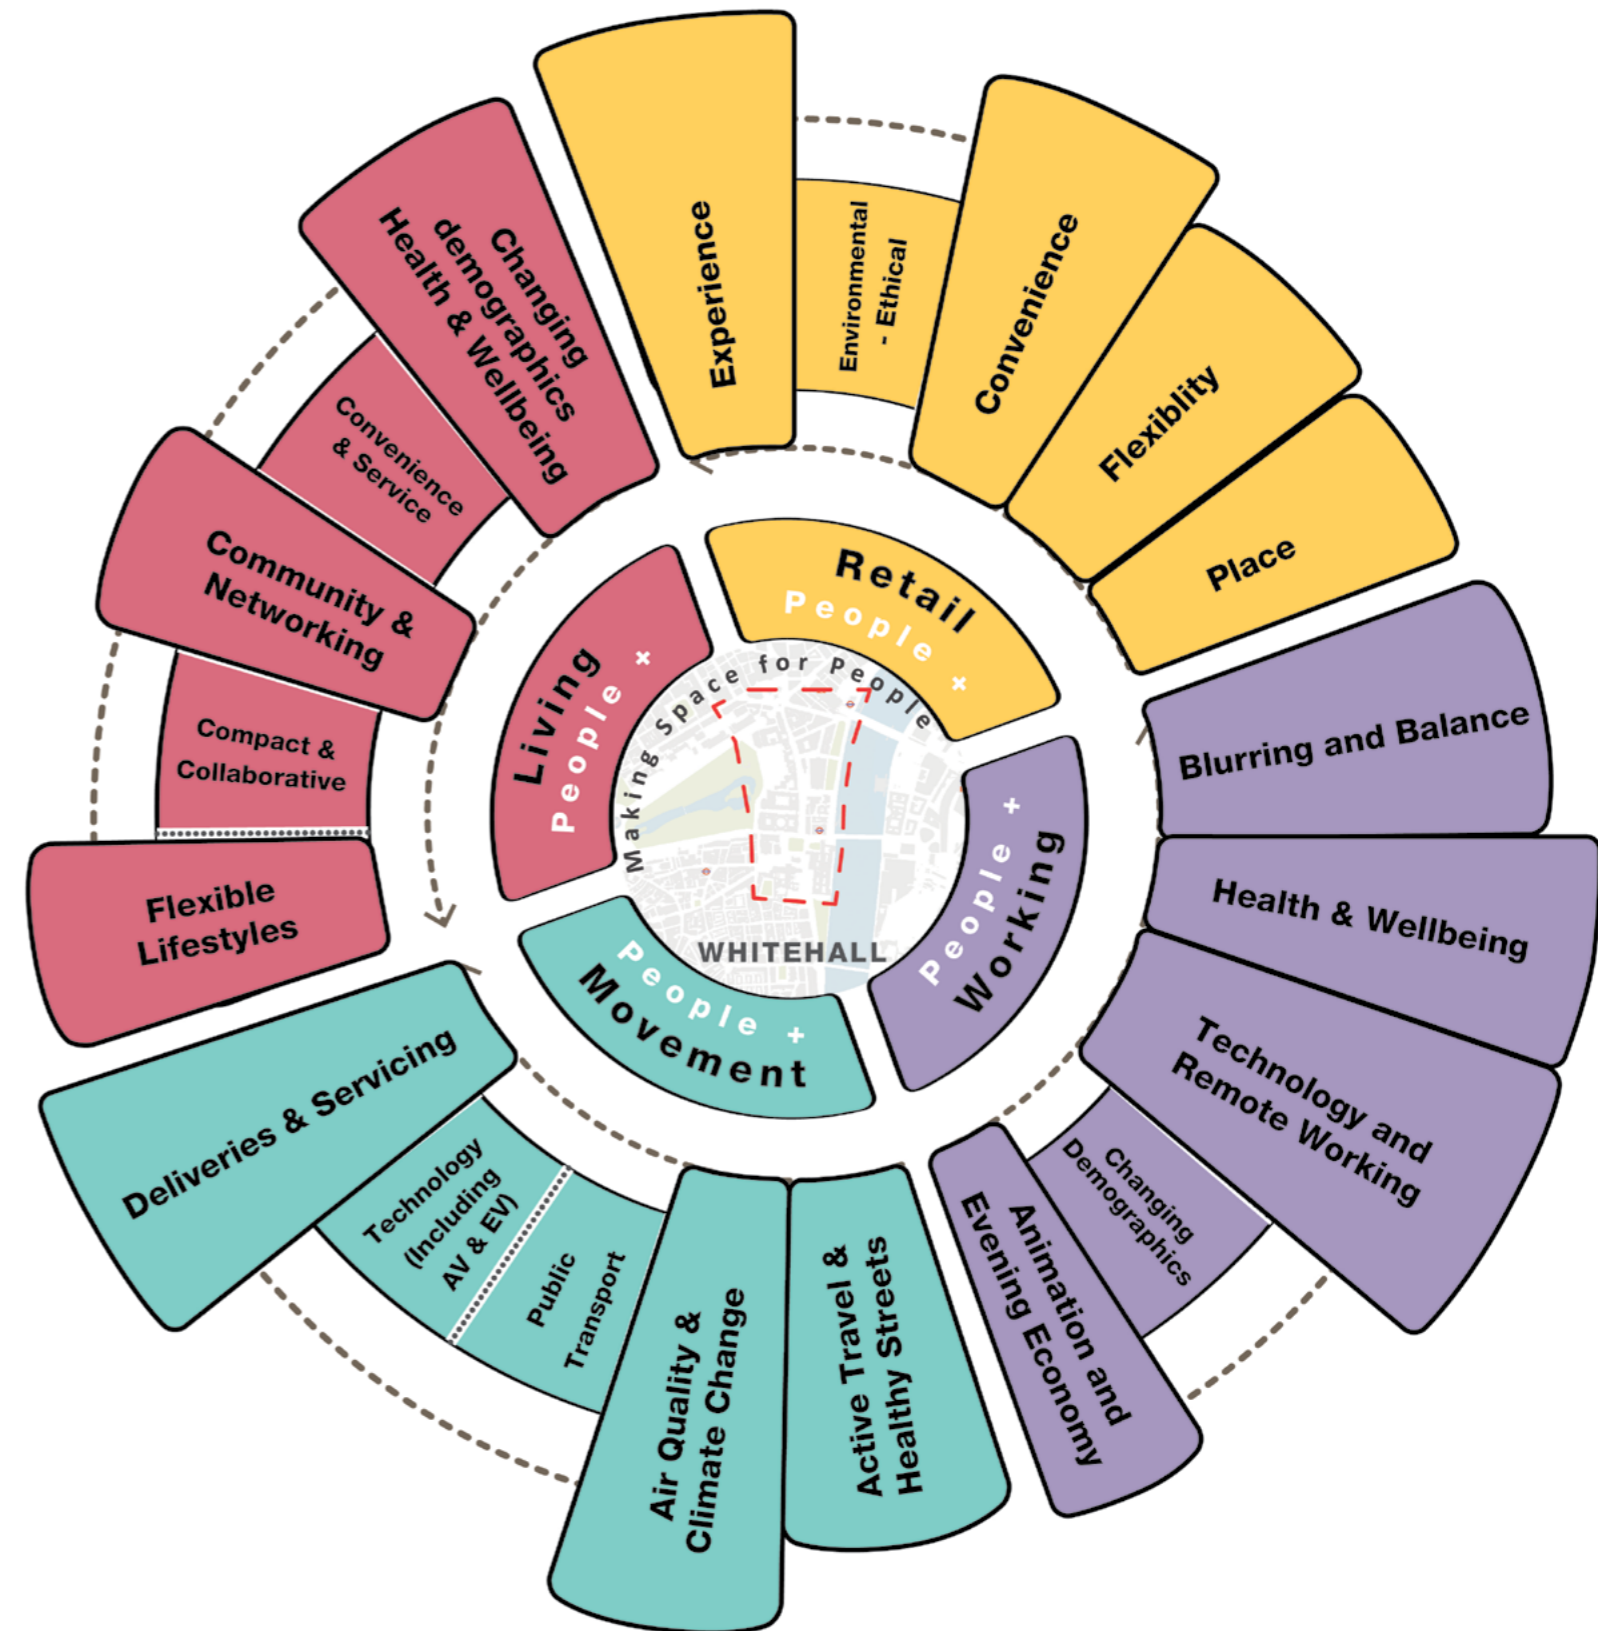 Making Space for People
WHITEHALL
Retail
People +
Experience
Environmental
- Ethical
Convenience
Flexiblity
Place
People +
Working
Blurring and Balance
Health & Wellbeing
Technology and
Remote Working
Changing
Demographics
Animation and
Evening Economy
People +
Movement
Active Travel &
Healthy Streets
Air Quality &
Climate Change
Public
Transport
Technology
(Including
AV & EV)
Deliveries & Servicing
Living
People +
Flexible
Lifestyles
Compact &
Collaborative
Community &
Networking
Convenience
& Service
Changing
demographics
Health & Wellbeing